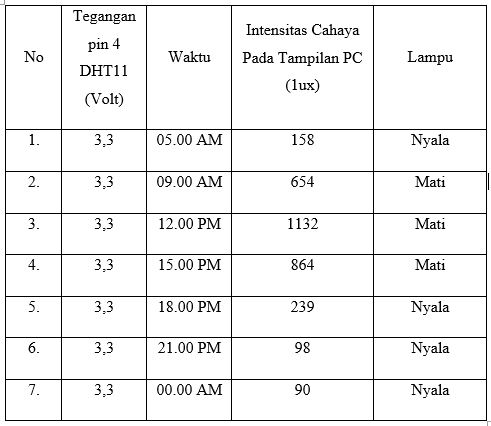 No Tegangan pin 4 DHT11 (Volt) Waktu Intensitas Cahaya Pada Tampilan PC (1ux) Lampu
1. 3,3 05.00 AM 158 Nyala
2. 3,3 09.00 AM 654 Mati
3. 3,3 12.00 PM 1132 Mati
4. 3,3 15.00 PM 864 Mati
5. 3,3 18.00 PM 239 Nyala
6. 3,3 21.00 PM 98 Nyala
7. 3,3 00.00 AM 90 Nyala